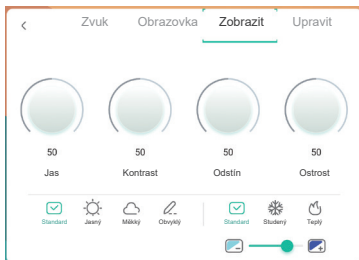 Zvuk Obrazovka Zobrazit Upravit
50 50 50 50
Jas Kontrast Odstín Ostrost
Standard Jasný Měkký Obvyklý Standard Studený Teplý